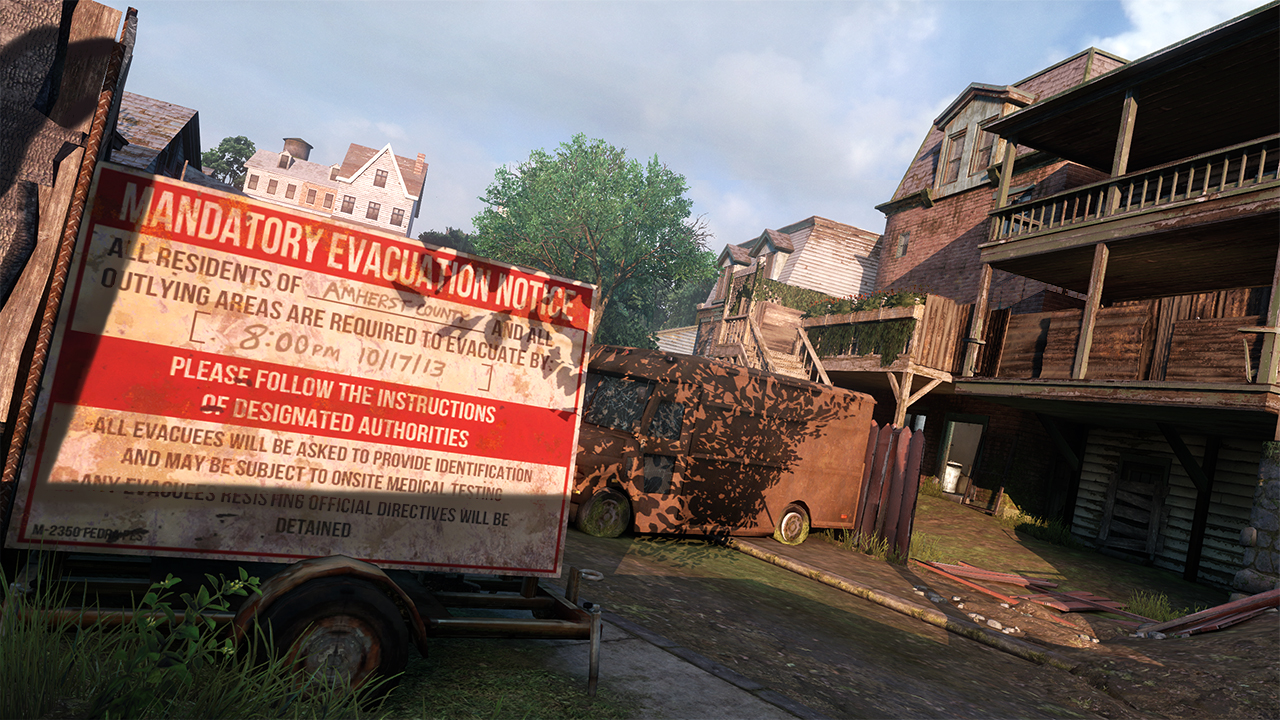 MANDATORY EVACUATION NOTICE
ALL RESIDENTS OF AMHERST COUNTY AND ALL
OUTLYING AREAS ARE REQUIRED TO EVACUATE BY:
[ 8:00PM 10/17/13 ]
PLEASE FOLLOW THE INSTRUCTIONS
OF DESIGNATED AUTHORITIES
ALL EVACUEES WILL BE ASKED TO PROVIDE IDENTIFICATION
AND MAY BE SUBJECT TO ONSITE MEDICAL TESTING
ANY EVACUEES RESISTING OFFICIAL DIRECTIVES WILL BE
DETAINED
M-2350 FEDRA